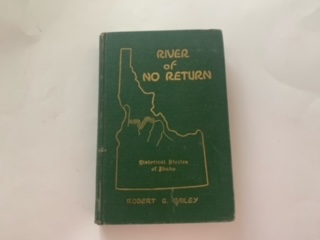 RIVER
of
NO RETURN
Historical Stories
of Idaho
ROBERT G. BAILEY